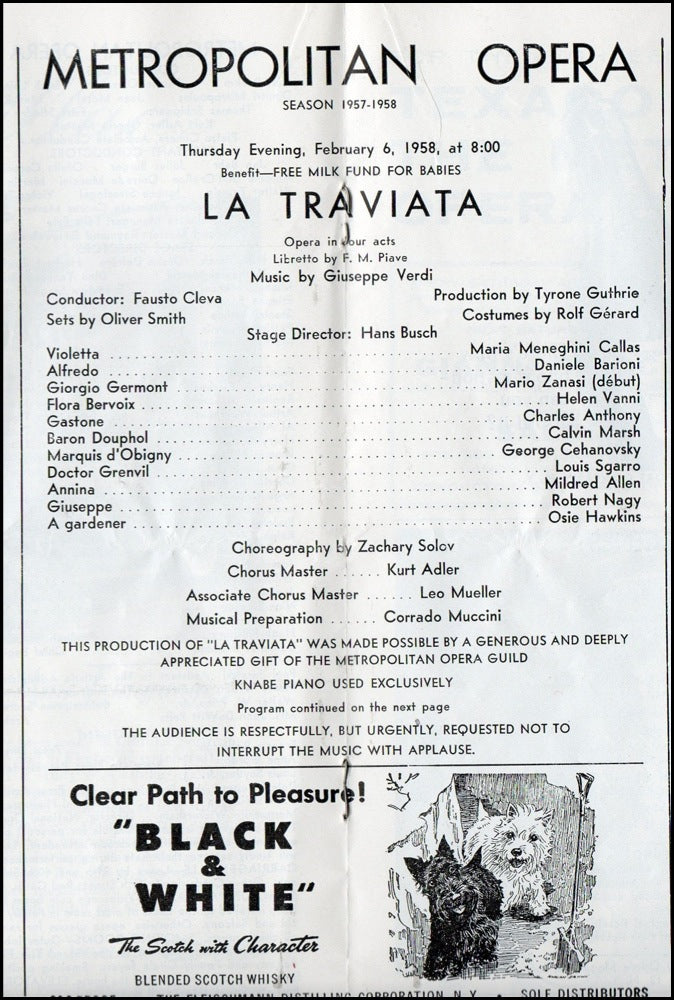 METROPOLITAN OPERA
SEASON 1957-1958
Thursday Evening, February 6, 1958, at 8:00
Benefit—FREE MILK FUND FOR BABIES
LA TRAVIATA
Opera in four acts
Libretto by F. M. Piave
Music by Giuseppe Verdi
Conductor: Fausto Cleva Production by Tyrone Guthrie
Sets by Oliver Smith Costumes by Rolf Gérard
Stage Director: Hans Busch
Violetta Maria Meneghini Callas
Alfredo Daniele Barioni
Giorgio Germont Mario Zanasi (début)
Flora Bervoix Helen Vanni
Gastone Charles Anthony
Baron Douphol Calvin Marsh
Marquis d'Obigny George Cehanovsky
Doctor Grenvil Louis Sgarro
Annina Mildred Allen
Giuseppe Robert Nagy
A gardener Osie Hawkins
Choreography by Zachary Solov
Chorus Master ...... Kurt Adler
Associate Chorus Master ...... Leo Mueller
Musical Preparation ...... Corrado Muccini
THIS PRODUCTION OF "LA TRAVIATA" WAS MADE POSSIBLE BY A GENEROUS AND DEEPLY
APPRECIATED GIFT OF THE METROPOLITAN OPERA GUILD
KNABE PIANO USED EXCLUSIVELY
Program continued on the next page
THE AUDIENCE IS RESPECTFULLY, BUT URGENTLY, REQUESTED NOT TO
INTERRUPT THE MUSIC WITH APPLAUSE.
Clear Path to Pleasure!
"BLACK
&
WHITE"
The Scotch with Character
BLENDED SCOTCH WHISKY
THE FLEISCHMANN DISTILLING CORPORATION, N. Y. • SOLE DISTRIBUTORS